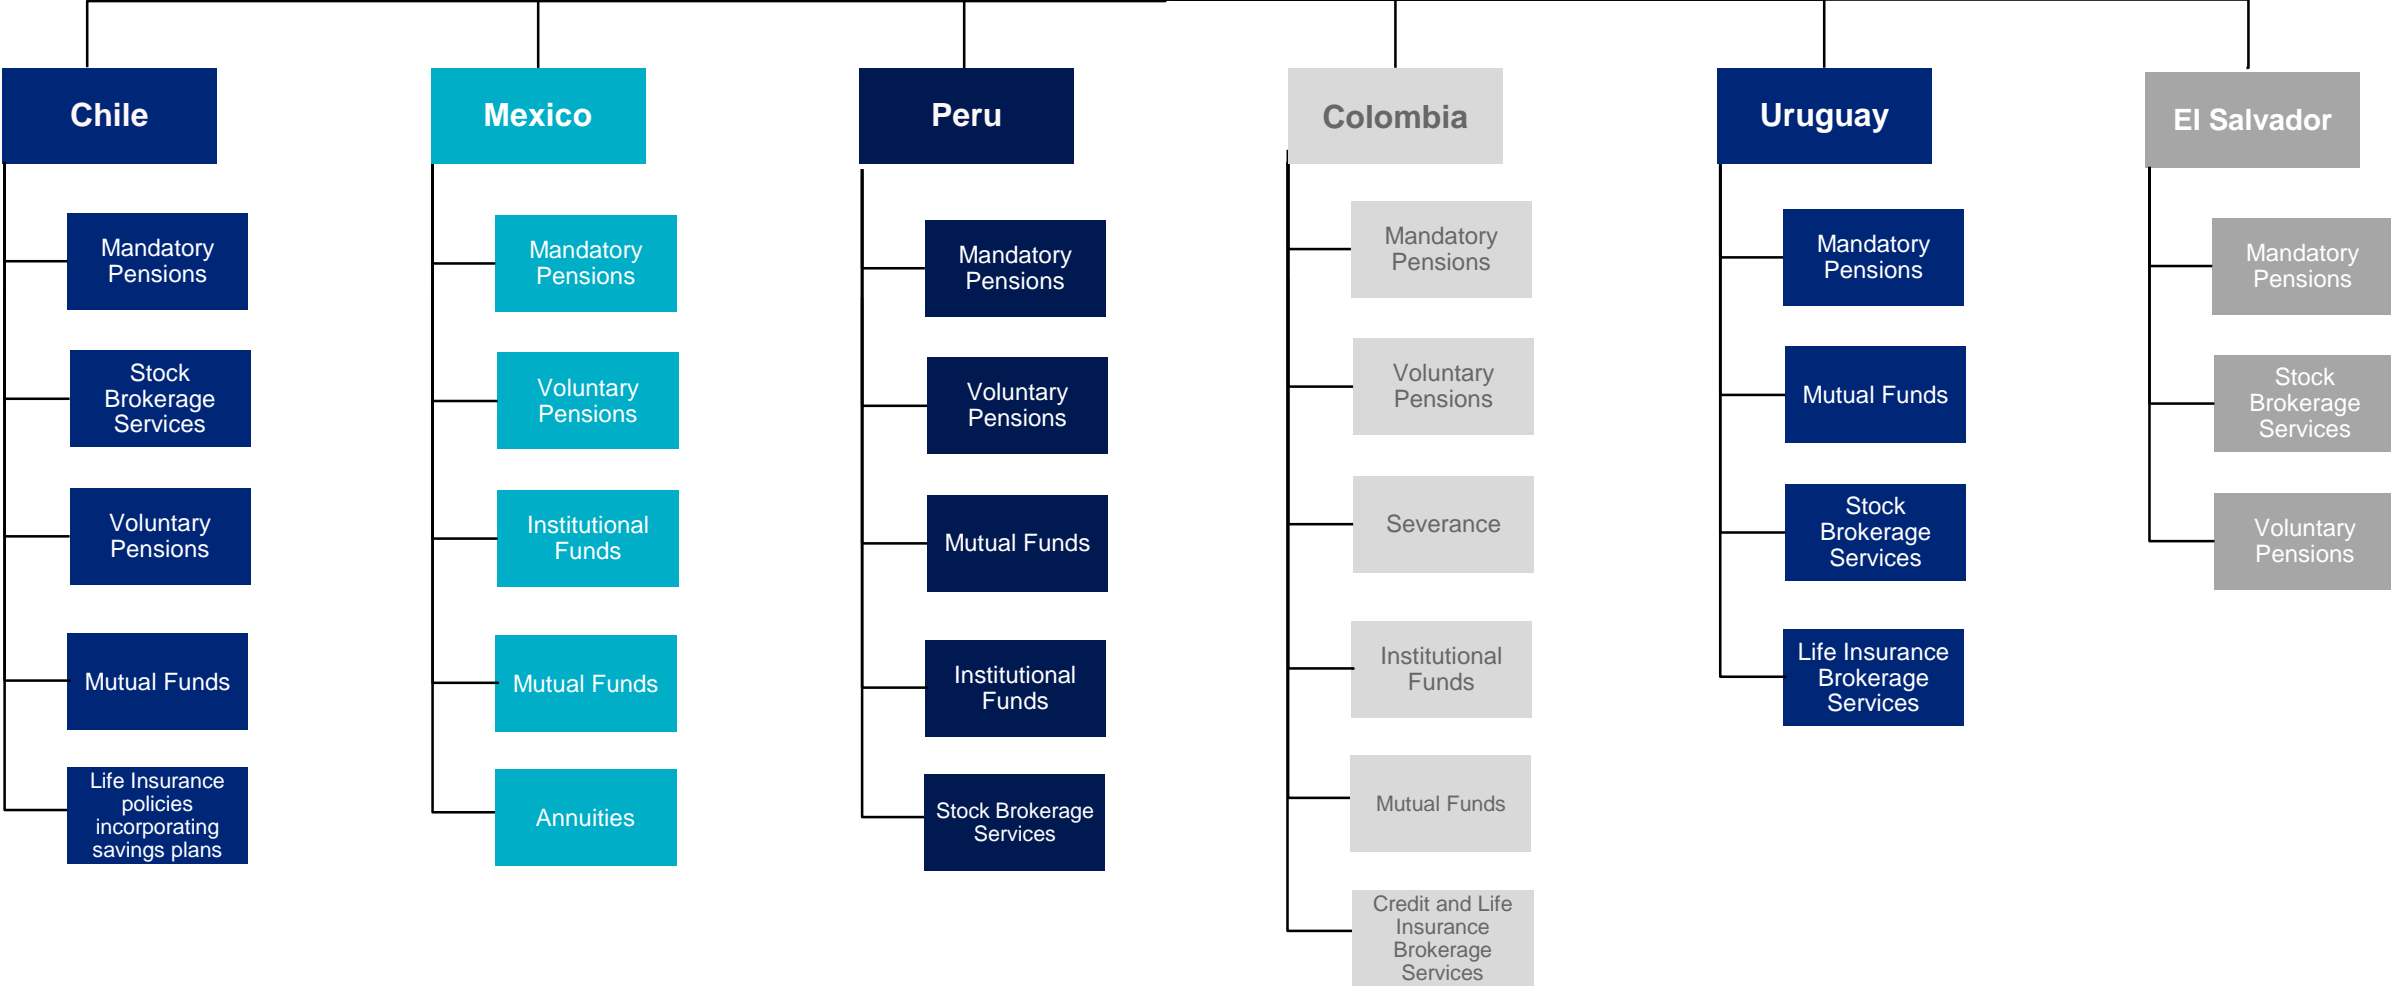 Chile
Mandatory
Pensions
Stock
Brokerage
Services
Voluntary
Pensions
Mutual Funds
Life Insurance
policies
incorporating
savings plans
Mexico
Mandatory
Pensions
Voluntary
Pensions
Institutional
Funds
Mutual Funds
Annuities
Peru
Mandatory
Pensions
Voluntary
Pensions
Mutual Funds
Institutional
Funds
Stock Brokerage
Services
Colombia
Mandatory
Pensions
Voluntary
Pensions
Severance
Institutional
Funds
Mutual Funds
Credit and Life
Insurance
Brokerage
Services
Uruguay
Mandatory
Pensions
Mutual Funds
Stock
Brokerage
Services
Life Insurance
Brokerage
Services
El Salvador
Mandatory
Pensions
Stock
Brokerage
Services
Voluntary
Pensions